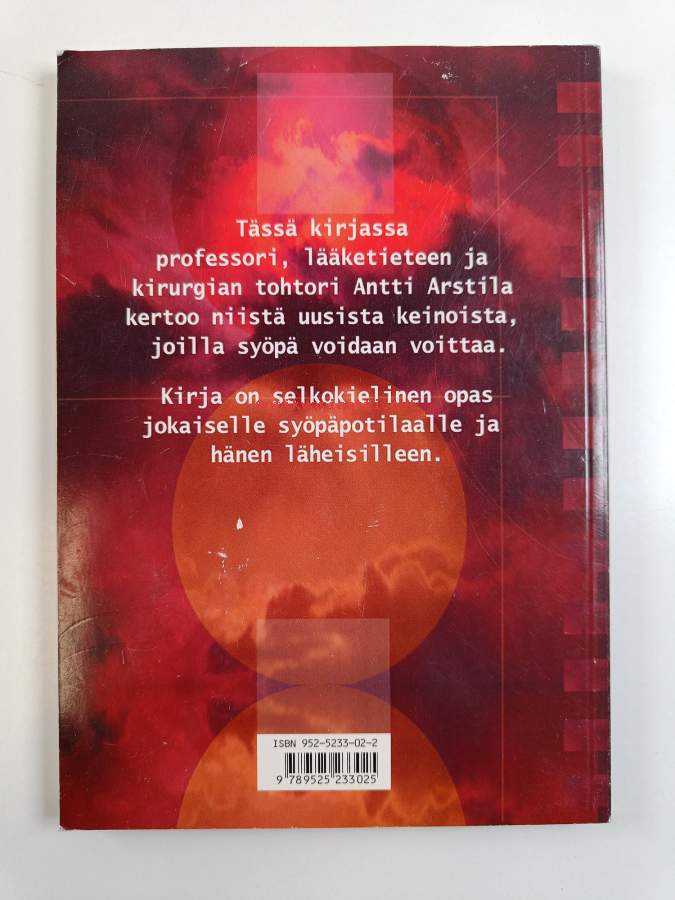 Tässä kirjassa
professori, lääketieteen ja
kirurgian tohtori Antti Arstila
kertoo niistä uusista keinoista,
joilla syöpä voidaan voittaa.
Kirja on selkokielinen opas
jokaiselle syöpäpotilaalle ja
hänen läheisilleen.
ISBN 952-5233-02-2
9 789525 233025